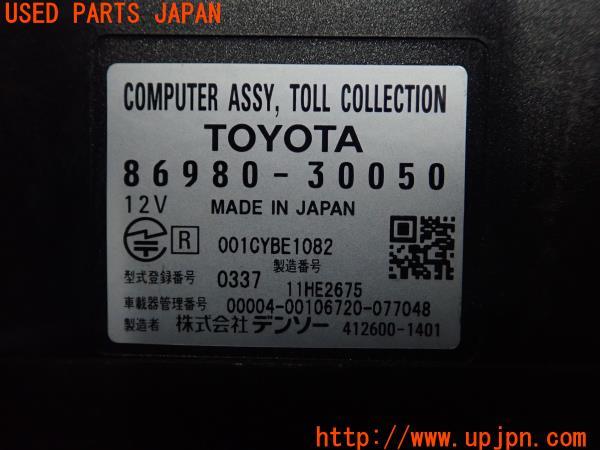 USED PARTS JAPAN
COMPUTER ASSY, TOLL COLLECTION
TOYOTA
86980-30050
12V MADE IN JAPAN
R 001CYBE1082
型式登録番号 0337 製造番号 11HE2675
車載器管理番号 00004-00106720-077048
製造者 株式会社デンソー 412600-1401
(C)UPJ
http://www.upjpn.com